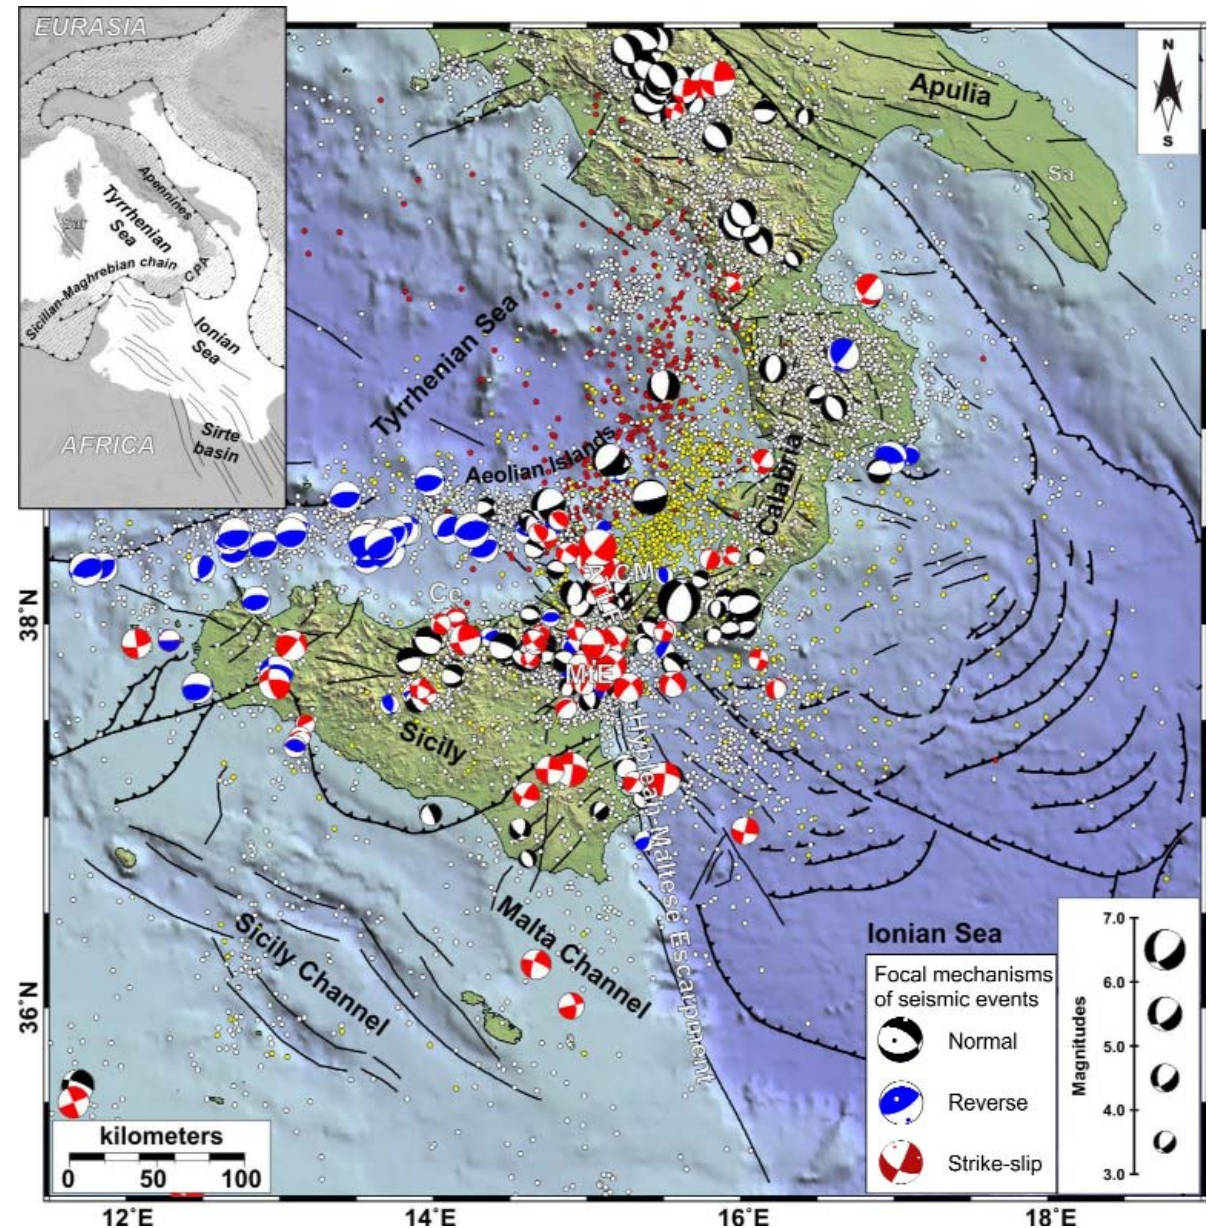 EURASIA
Apennines
Tyrrhenian
Sea
Sar
CPA
Sicilian-Maghrebian chain
Ionian
Sea
Sirte
basin
AFRICA
N
S
Apulia
Sa
Tyrrhenian Sea
Aeolian Islands
Calabria
CM
Ce
38°N
MtE
Sicily
Hyblean-Maltese Escarpment
Malta Channel
Sicily Channel
36°N
Ionian Sea
Focal mechanisms
of seismic events
Normal
Reverse
Strike-slip
Magnitudes
7.0
6.0
5.0
4.0
3.0
kilometers
0 50 100
12°E 14°E 16°E 18°E